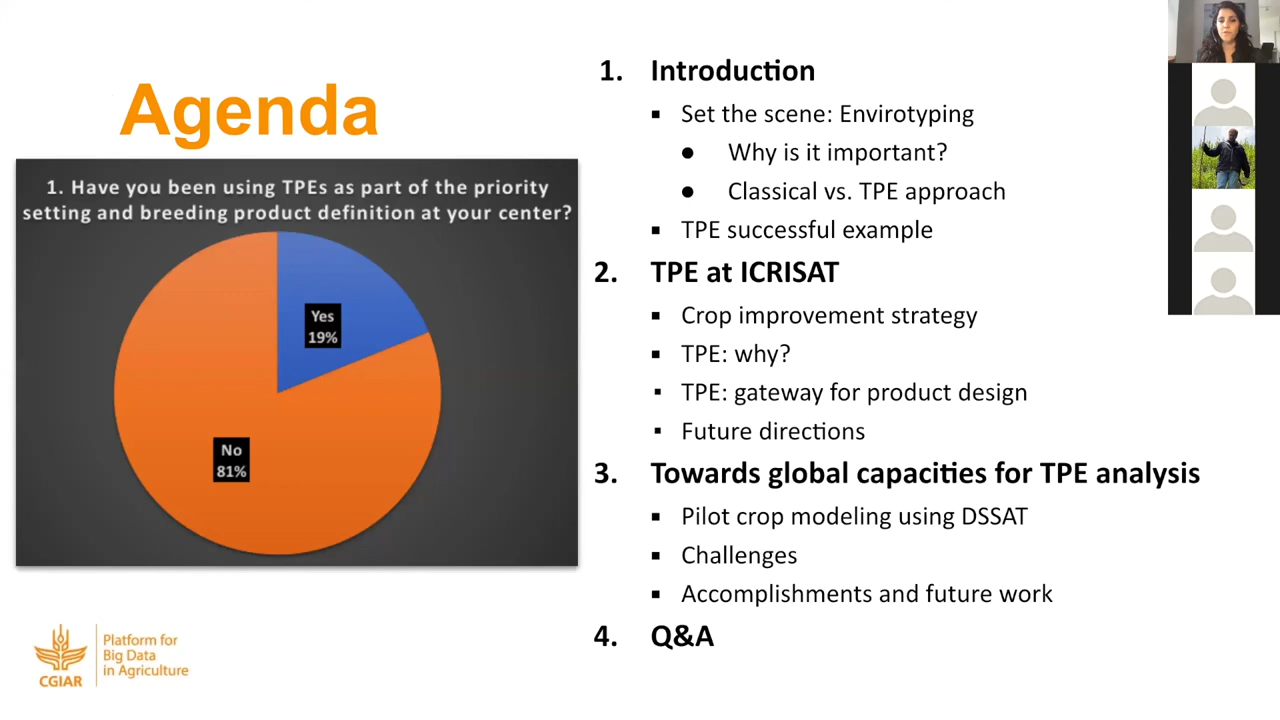 Agenda
1. Have you been using TPEs as part of the priority
setting and breeding product definition at your center?
Yes
19%
No
81%
CGIAR
Platform for
Big Data
in Agriculture
1. Introduction
▪ Set the scene: Envirotyping
● Why is it important?
● Classical vs. TPE approach
▪ TPE successful example
2. TPE at ICRISAT
▪ Crop improvement strategy
▪ TPE: why?
▪ TPE: gateway for product design
▪ Future directions
3. Towards global capacities for TPE analysis
▪ Pilot crop modeling using DSSAT
▪ Challenges
▪ Accomplishments and future work
4. Q&A